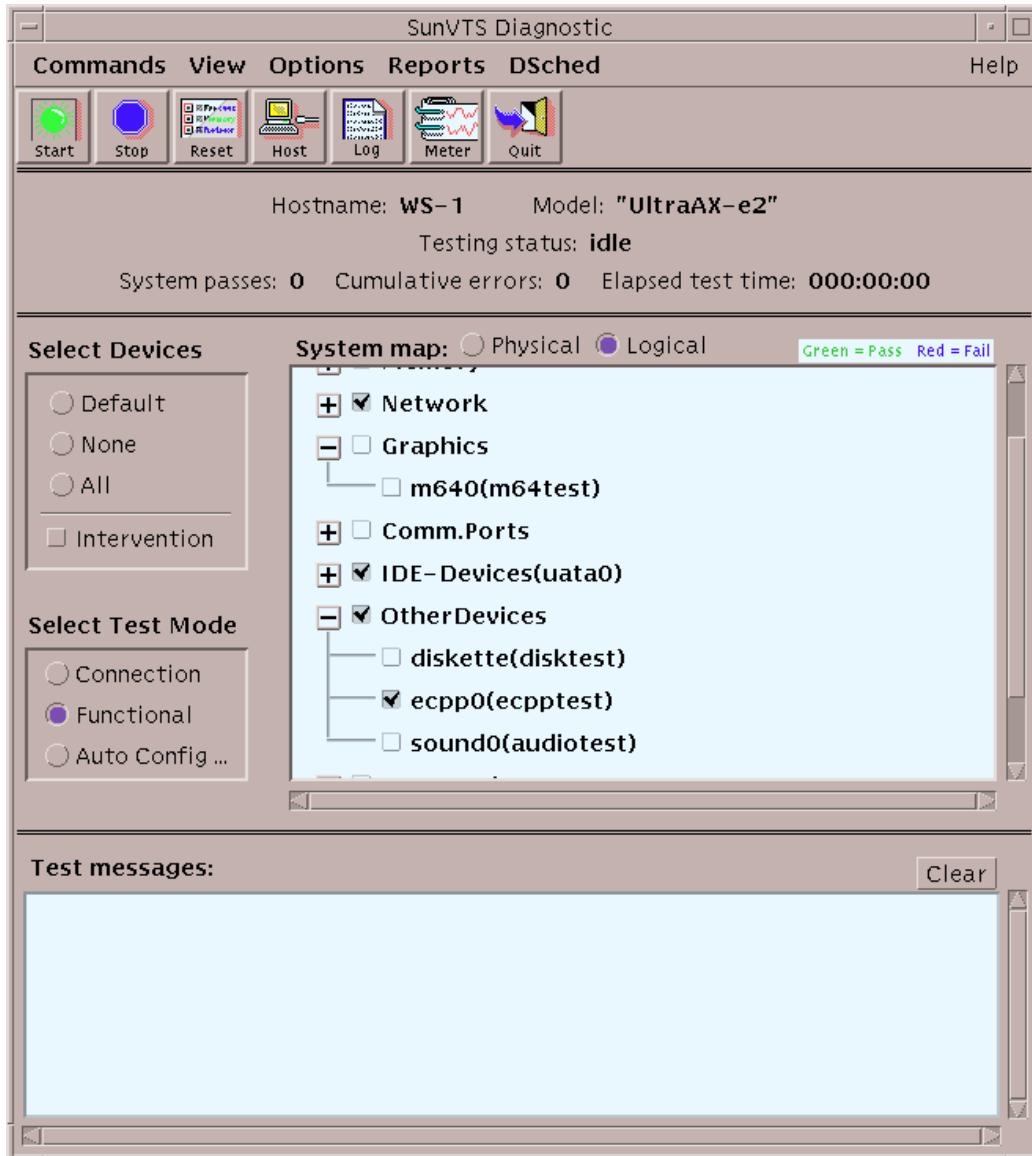 SunVTS Diagnostic
Commands View Options Reports DSched Help
Start Stop Reset Host Log Meter Quit
Hostname: WS-1 Model: "UltraAX-e2"
Testing status: idle
System passes: 0 Cumulative errors: 0 Elapsed test time: 000:00:00
Select Devices
Default
None
All
Intervention
Select Test Mode
Connection
Functional
Auto Config ...
System map: Physical Logical Green = Pass Red = Fail
Network
Graphics
m640(m64test)
Comm.Ports
IDE-Devices(uata0)
OtherDevices
diskette(disktest)
ecpp0(ecpptest)
sound0(audiotest)
Test messages:
Clear